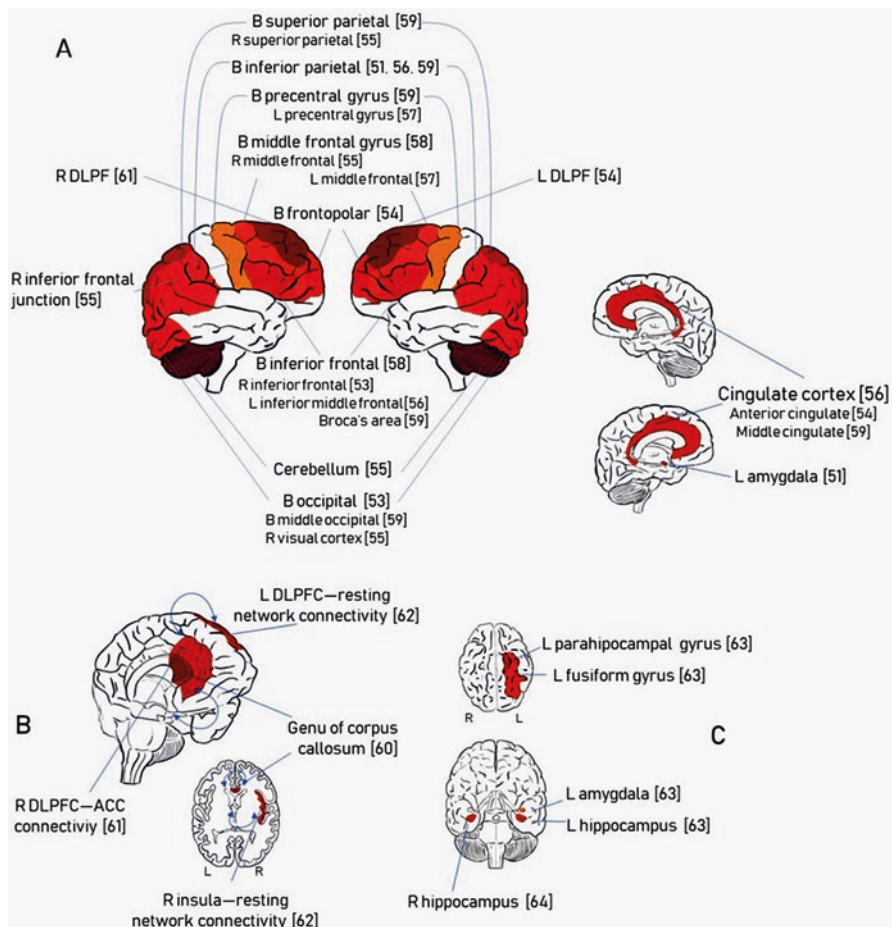 A
B superior parietal [59]
R superior parietal [55]
B inferior parietal [51, 56, 59]
B precentral gyrus [59]
L precentral gyrus [57]
B middle frontal gyrus [58]
R middle frontal [55]
L middle frontal [57]
R DLPF [61]
L DLPF [54]
B frontopolar [54]
R inferior frontal
junction [55]
B inferior frontal [58]
R inferior frontal [53]
L inferior middle frontal [56]
Broca's area [59]
Cerebellum [55]
B occipital [53]
B middle occipital [59]
R visual cortex [55]
Cingulate cortex [56]
Anterior cingulate [54]
Middle cingulate [59]
L amygdala [51]
B
L DLPFC—resting
network connectivity [62]
Genu of corpus
callosum [60]
R DLPFC—ACC
connectiviy [61]
L R
R insula—resting
network connectivity [62]
C
L parahipocampal gyrus [63]
L fusiform gyrus [63]
R L
L amygdala [63]
L hippocampus [63]
R hippocampus [64]